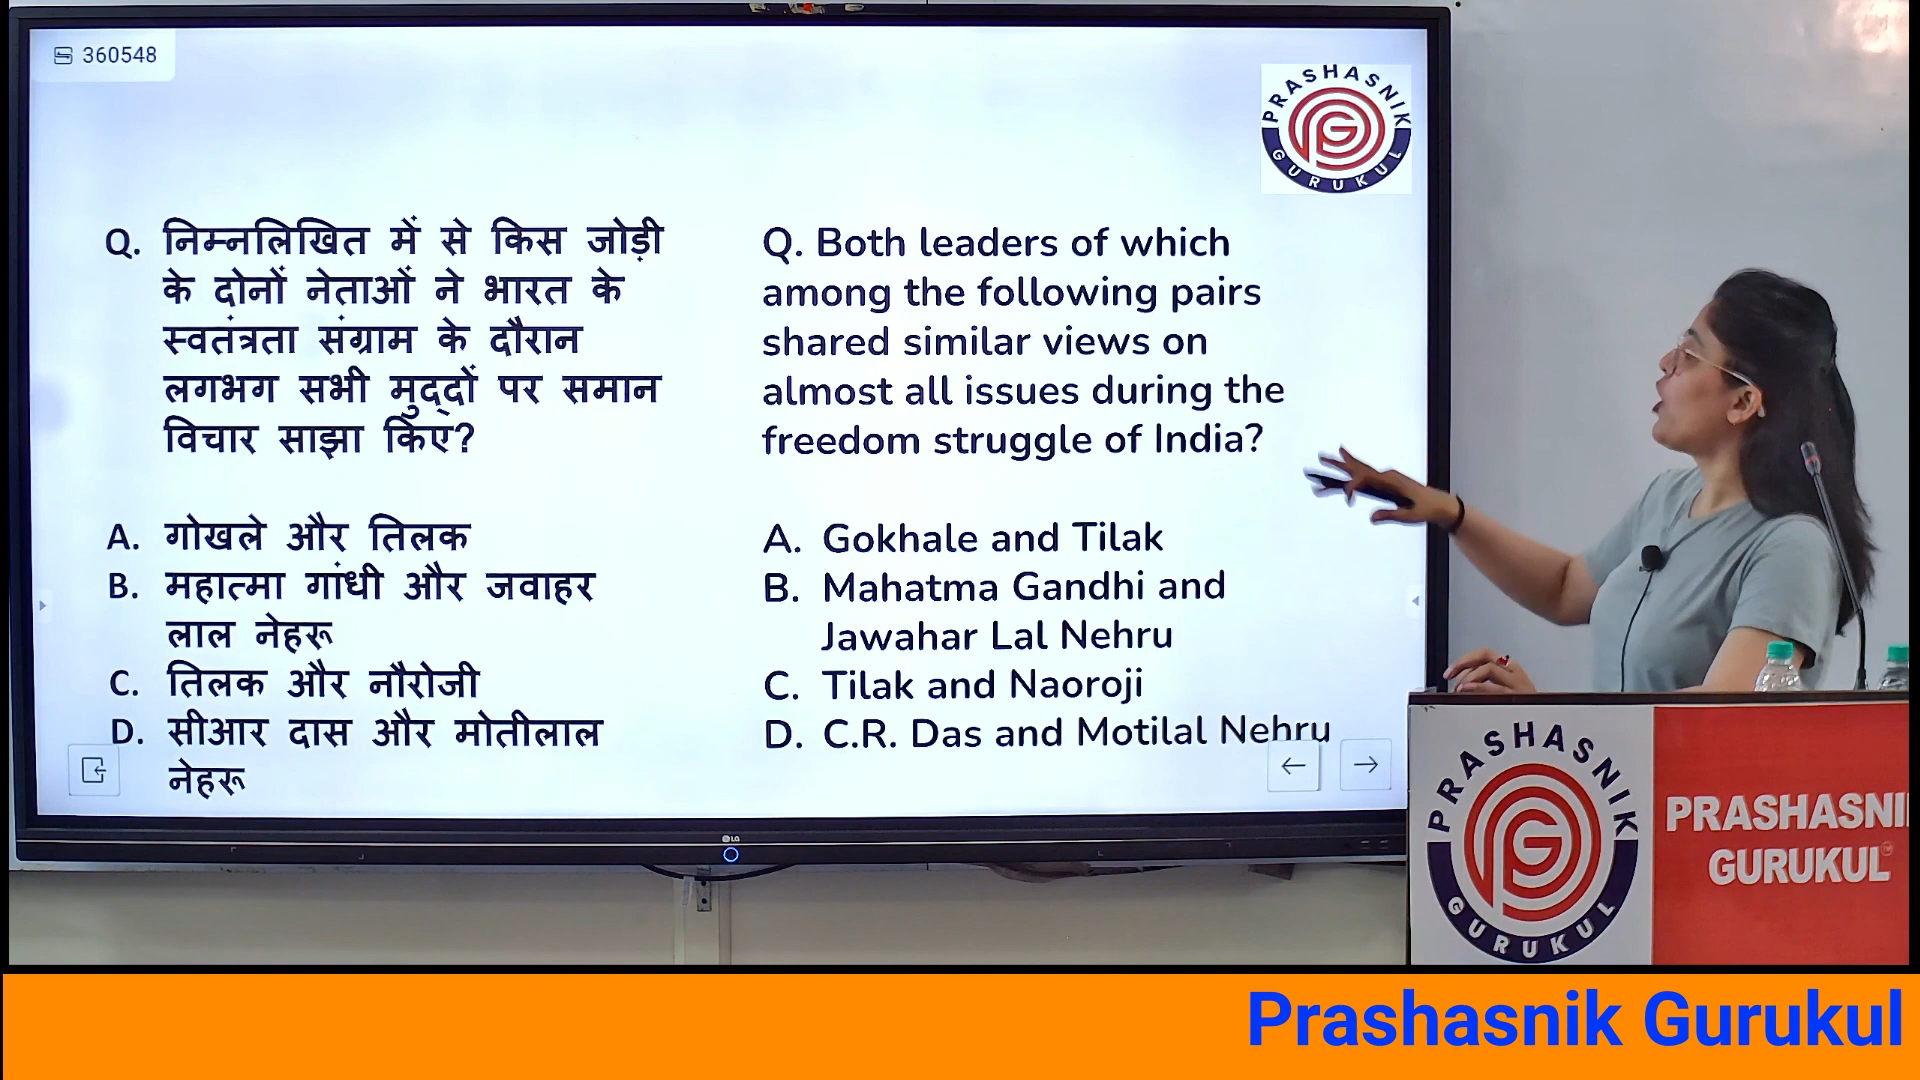 360548
PRASHASNIK
GURUKUL
Q. निम्नलिखित में से किस जोड़ी
के दोनों नेताओं ने भारत के
स्वतंत्रता संग्राम के दौरान
लगभग सभी मुद्दों पर समान
विचार साझा किए?
A. गोखले और तिलक
B. महात्मा गांधी और जवाहर
लाल नेहरू
C. तिलक और नौरोजी
D. सीआर दास और मोतीलाल
नेहरू
Q. Both leaders of which
among the following pairs
shared similar views on
almost all issues during the
freedom struggle of India?
A. Gokhale and Tilak
B. Mahatma Gandhi and
Jawahar Lal Nehru
C. Tilak and Naoroji
D. C.R. Das and Motilal Nehru
LG
PRASHASNIK
GURUKUL
PRASHASNI
GURUKUL
Prashasnik Gurukul